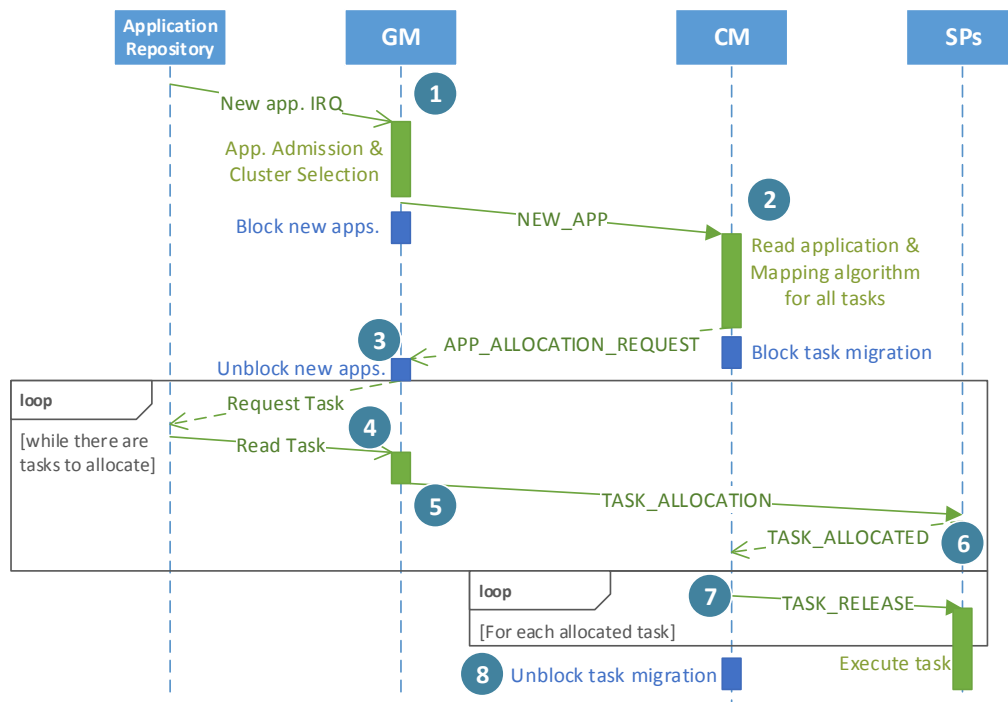 Application
Repository
GM
CM
SPs
1
New app. IRQ
App. Admission &
Cluster Selection
2
NEW_APP
Block new apps.
Read application &
Mapping algorithm
for all tasks
3
APP_ALLOCATION_REQUEST
Block task migration
Unblock new apps.
loop
Request Task
[while there are
tasks to allocate]
4
Read Task
5
TASK_ALLOCATION
TASK_ALLOCATED
6
loop
7
TASK_RELEASE
[For each allocated task]
Execute task
8
Unblock task migration